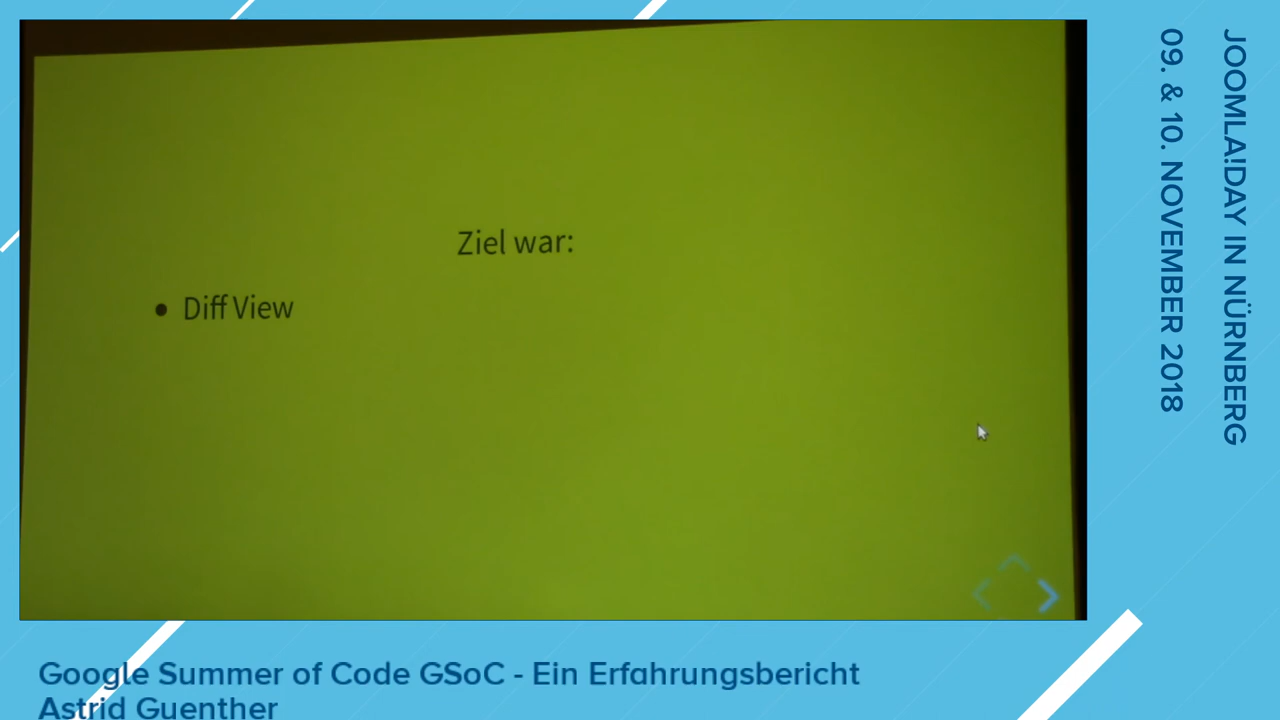 Ziel war:
• Diff View
JOOMLA!DAY IN NÜRNBERG
09. & 10. NOVEMBER 2018
Google Summer of Code GSoC - Ein Erfahrungsbericht
Astrid Guenther